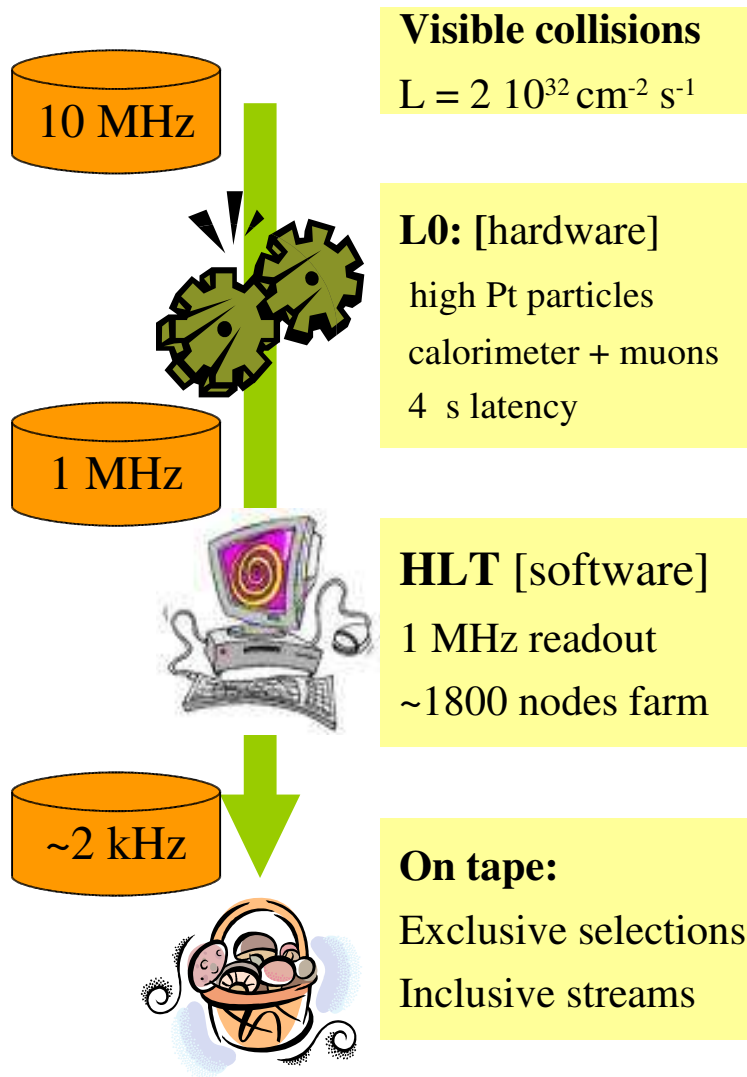 Visible collisions
L = 2 10³² cm⁻² s⁻¹
10 MHz
L0: [hardware]
high Pt particles
calorimeter + muons
4 s latency
1 MHz
HLT [software]
1 MHz readout
~1800 nodes farm
~2 kHz
On tape:
Exclusive selections
Inclusive streams